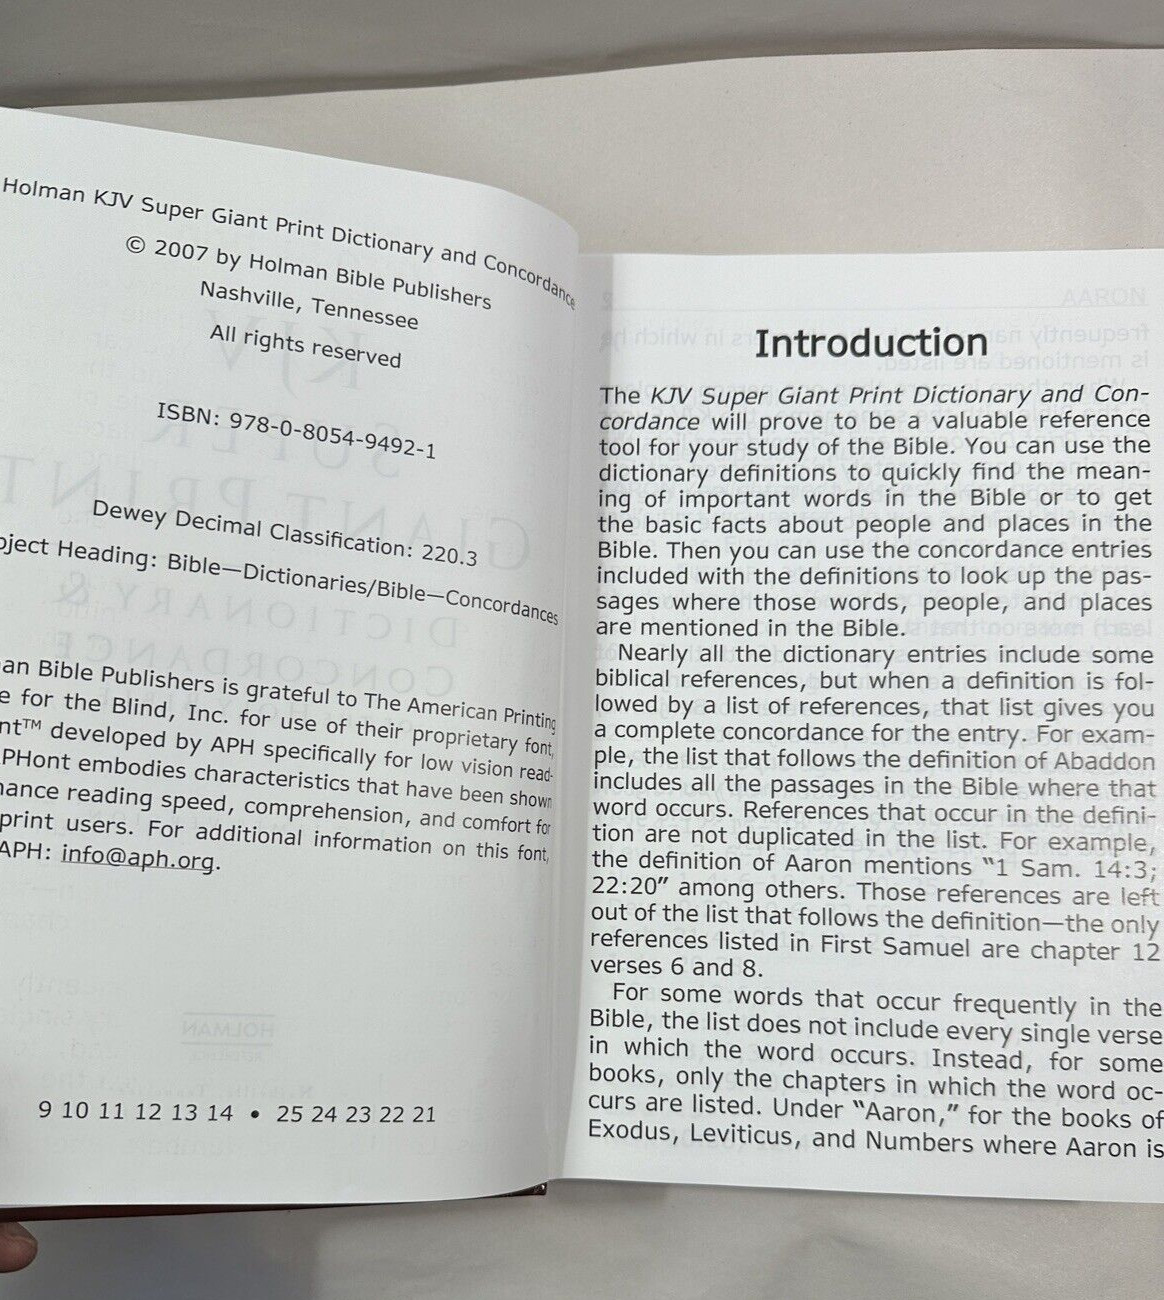 Holman KJV Super Giant Print Dictionary and Concordance
© 2007 by Holman Bible Publishers
Nashville, Tennessee
All rights reserved
ISBN: 978-0-8054-9492-1
Dewey Decimal Classification: 220.3
bject Heading: Bible—Dictionaries/Bible—Concordances
an Bible Publishers is grateful to The American Printing
e for the Blind, Inc. for use of their proprietary font,
nt™ developed by APH specifically for low vision read-
PHont embodies characteristics that have been shown
ance reading speed, comprehension, and comfort for
print users. For additional information on this font,
APH: info@aph.org.
9 10 11 12 13 14 • 25 24 23 22 21
Introduction
The KJV Super Giant Print Dictionary and Con-
cordance will prove to be a valuable reference
tool for your study of the Bible. You can use the
dictionary definitions to quickly find the mean-
ing of important words in the Bible or to get
the basic facts about people and places in the
Bible. Then you can use the concordance entries
included with the definitions to look up the pas-
sages where those words, people, and places
are mentioned in the Bible.
Nearly all the dictionary entries include some
biblical references, but when a definition is fol-
lowed by a list of references, that list gives you
a complete concordance for the entry. For exam-
ple, the list that follows the definition of Abaddon
includes all the passages in the Bible where that
word occurs. References that occur in the defini-
tion are not duplicated in the list. For example,
the definition of Aaron mentions “1 Sam. 14:3;
22:20” among others. Those references are left
out of the list that follows the definition—the only
references listed in First Samuel are chapter 12
verses 6 and 8.
For some words that occur frequently in the
Bible, the list does not include every single verse
in which the word occurs. Instead, for some
books, only the chapters in which the word oc-
curs are listed. Under “Aaron,” for the books of
Exodus, Leviticus, and Numbers where Aaron is